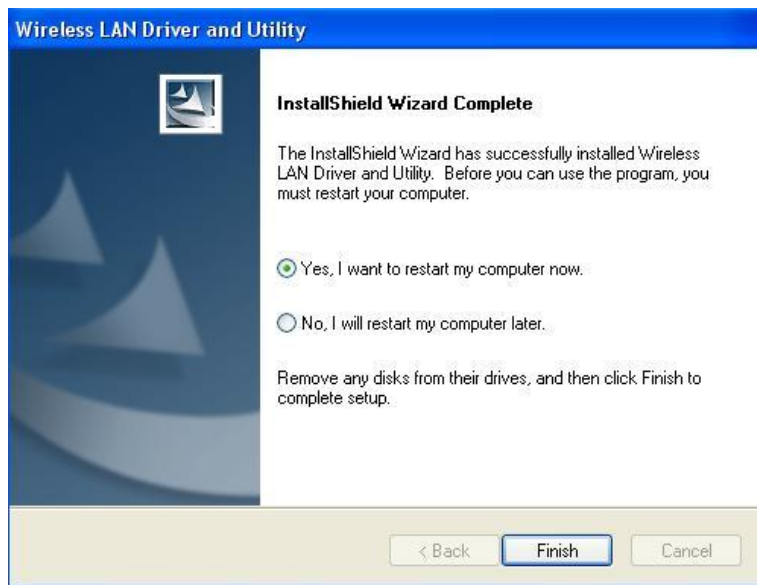 Wireless LAN Driver and Utility
InstallShield Wizard Complete
The InstallShield Wizard has successfully installed Wireless
LAN Driver and Utility.  Before you can use the program, you
must restart your computer.
Yes, I want to restart my computer now.
No, I will restart my computer later.
Remove any disks from their drives, and then click Finish to
complete setup.
< Back Finish Cancel